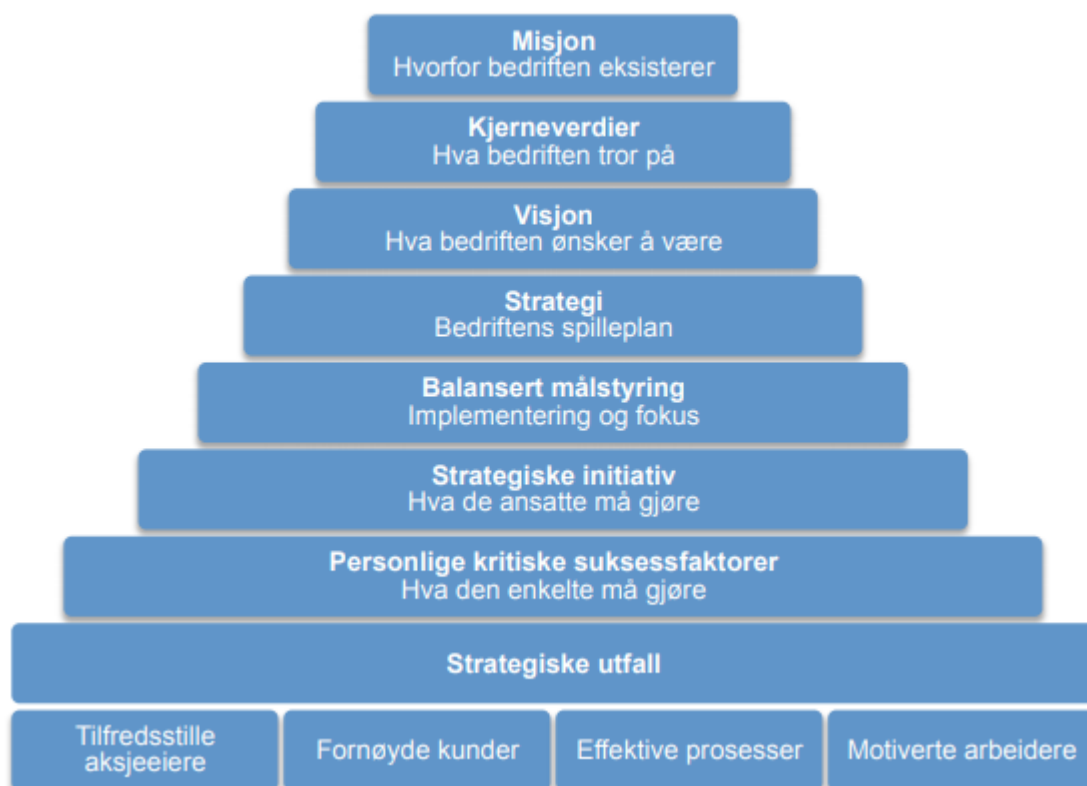 Misjon
Hvorfor bedriften eksisterer
Kjerneverdier
Hva bedriften tror på
Visjon
Hva bedriften ønsker å være
Strategi
Bedriftens spilleplan
Balansert målstyring
Implementering og fokus
Strategiske initiativ
Hva de ansatte må gjøre
Personlige kritiske suksessfaktorer
Hva den enkelte må gjøre
Strategiske utfall
Tilfredsstille
aksjeeiere
Fornøyde kunder
Effektive prosesser
Motiverte arbeidere